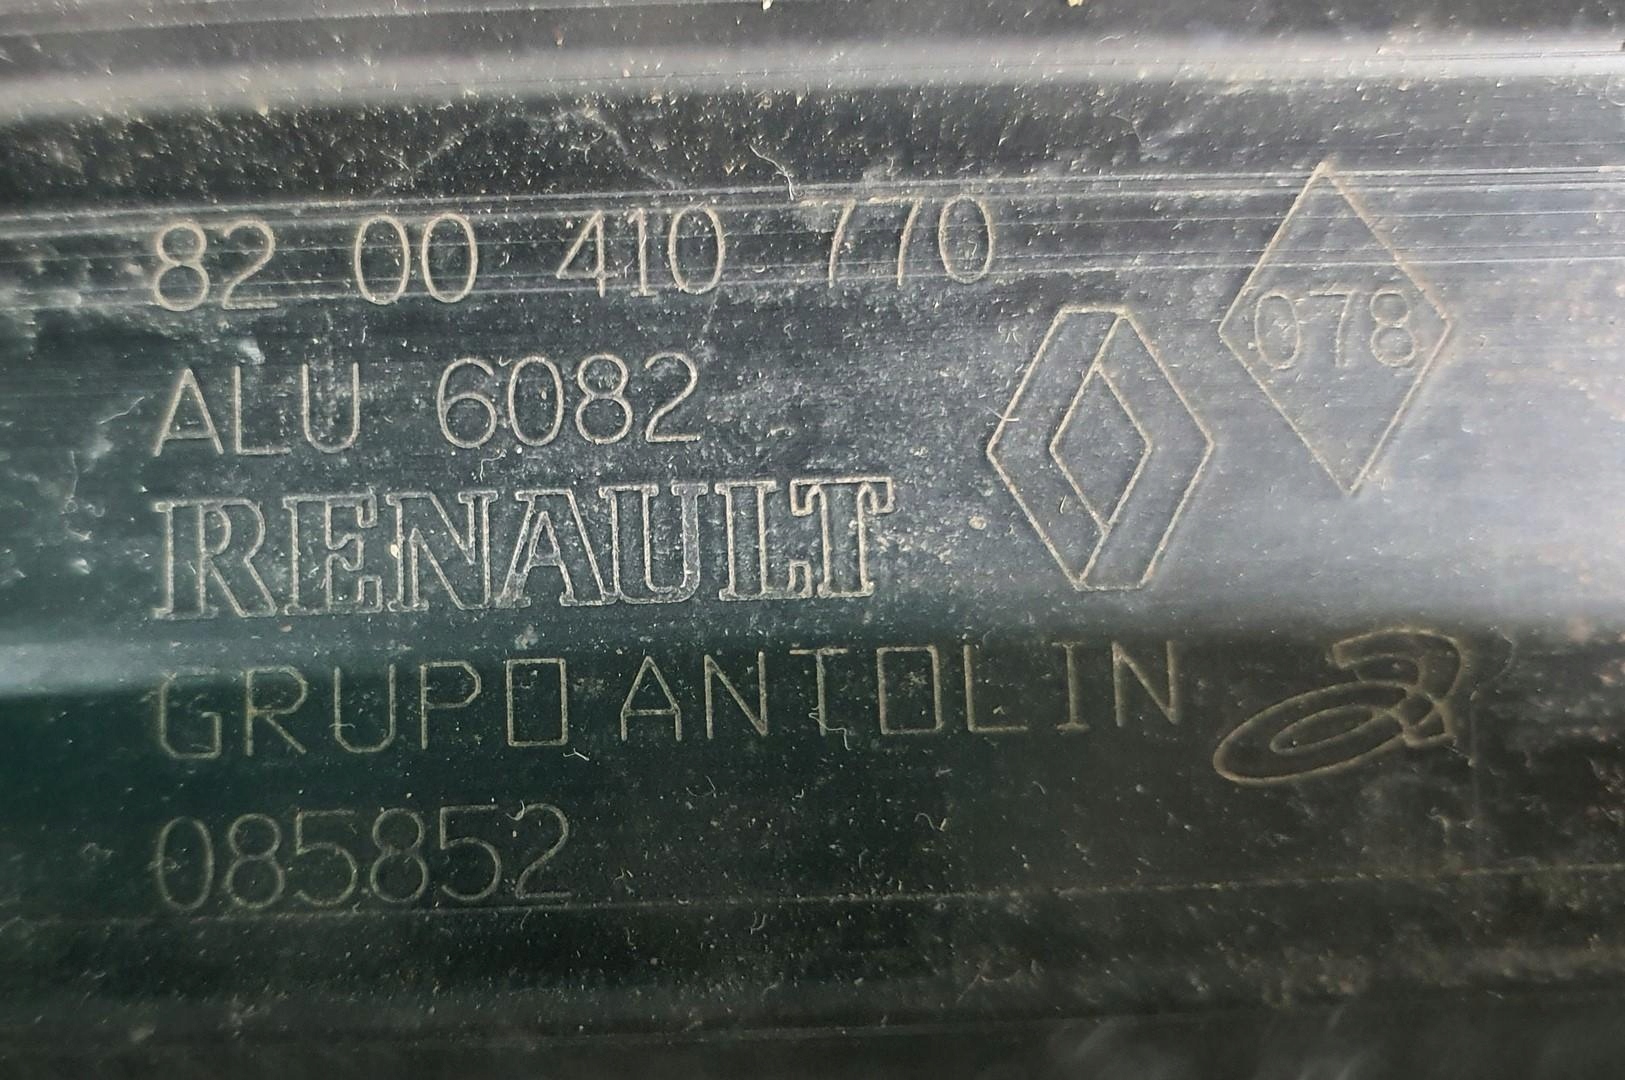 82 00 410 770
078
ALU 6082
RENAULT
GRUPO ANTOLIN
085852